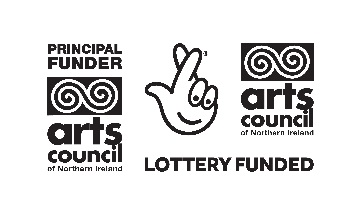 PRINCIPAL
FUNDER
arts
council
of Northern Ireland
LOTTERY FUNDED
arts
council
of Northern Ireland